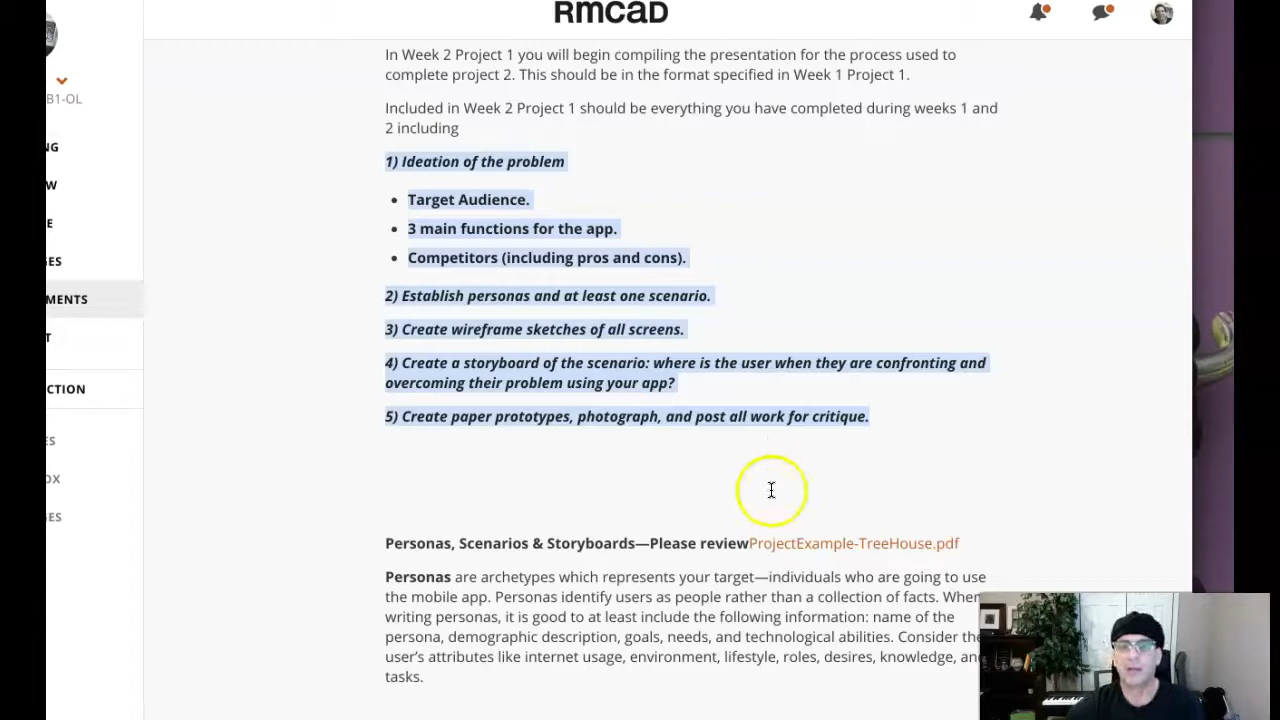 RMCAD
B1-OL
NG
W
E
GES
MENTS
T
CTION
ES
OX
GES
In Week 2 Project 1 you will begin compiling the presentation for the process used to
complete project 2. This should be in the format specified in Week 1 Project 1.
Included in Week 2 Project 1 should be everything you have completed during weeks 1 and
2 including
1) Ideation of the problem
• Target Audience.
• 3 main functions for the app.
• Competitors (including pros and cons).
2) Establish personas and at least one scenario.
3) Create wireframe sketches of all screens.
4) Create a storyboard of the scenario: where is the user when they are confronting and
overcoming their problem using your app?
5) Create paper prototypes, photograph, and post all work for critique.
Personas, Scenarios & Storyboards—Please reviewProjectExample-TreeHouse.pdf
Personas are archetypes which represents your target—individuals who are going to use
the mobile app. Personas identify users as people rather than a collection of facts. When
writing personas, it is good to at least include the following information: name of the
persona, demographic description, goals, needs, and technological abilities. Consider the
user's attributes like internet usage, environment, lifestyle, roles, desires, knowledge, and
tasks.